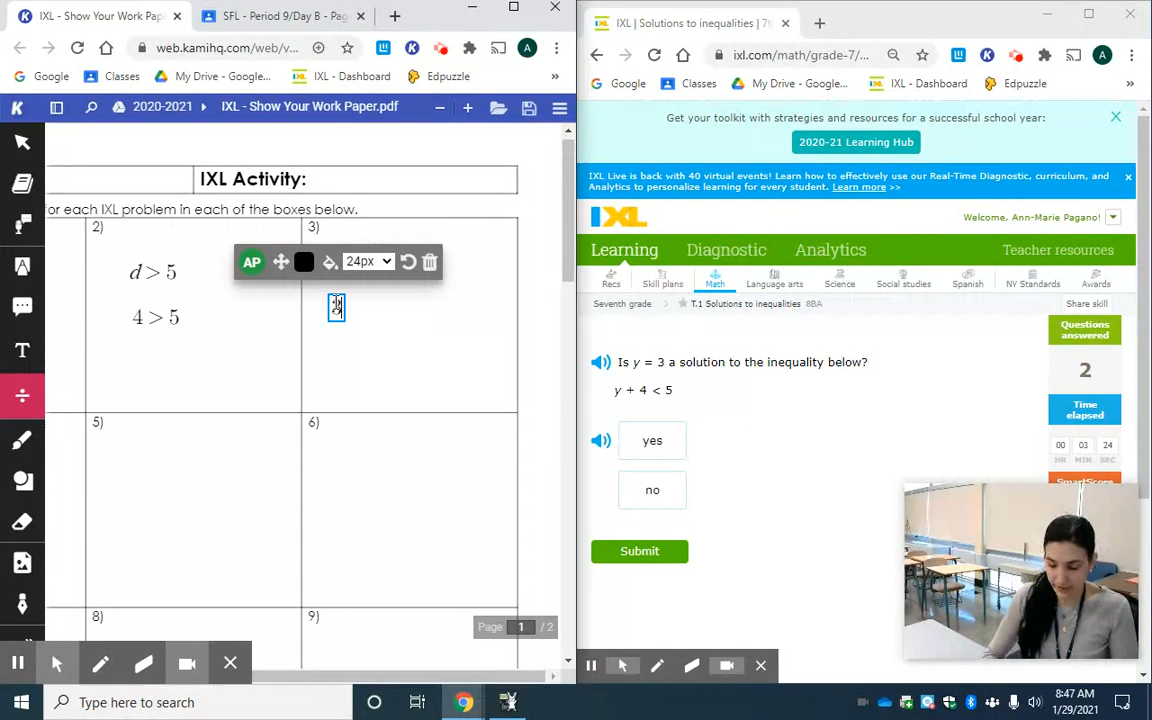 IXL - Show Your Work Paper.p
SFL - Period 9/Day B - Pag
web.kamihq.com/web/v...
Google
Classes
My Drive - Google...
IXL - Dashboard
Edpuzzle
»
2020-2021
IXL - Show Your Work Paper.pdf
IXL Activity:
for each IXL problem in each of the boxes below.
2)
3)
AP
24px
d > 5
3
4 > 5
5)
6)
8)
9)
Page 1 / 2
IXL | Solutions to inequalities | 7t
ixl.com/math/grade-7/...
A
Google
Classes
My Drive - Google...
IXL - Dashboard
Edpuzzle
»
Get your toolkit with strategies and resources for a successful school year:
2020-21 Learning Hub
IXL Live is back with 40 virtual events! Learn how to effectively use our Real-Time Diagnostic, curriculum, and
Analytics to personalize learning for every student. Learn more >>
IXL
Welcome, Ann-Marie Pagano!
Learning
Diagnostic
Analytics
Teacher resources
Recs
Skill plans
Math
Language arts
Science
Social studies
Spanish
NY Standards
Awards
Seventh grade
T.1 Solutions to inequalities 8BA
Share skill
Questions
answered
2
Time
elapsed
00 03 24
HR MIN SEC
SmartScore
Is y = 3 a solution to the inequality below?
y + 4 < 5
yes
no
Submit
Type here to search
8:47 AM
1/29/2021